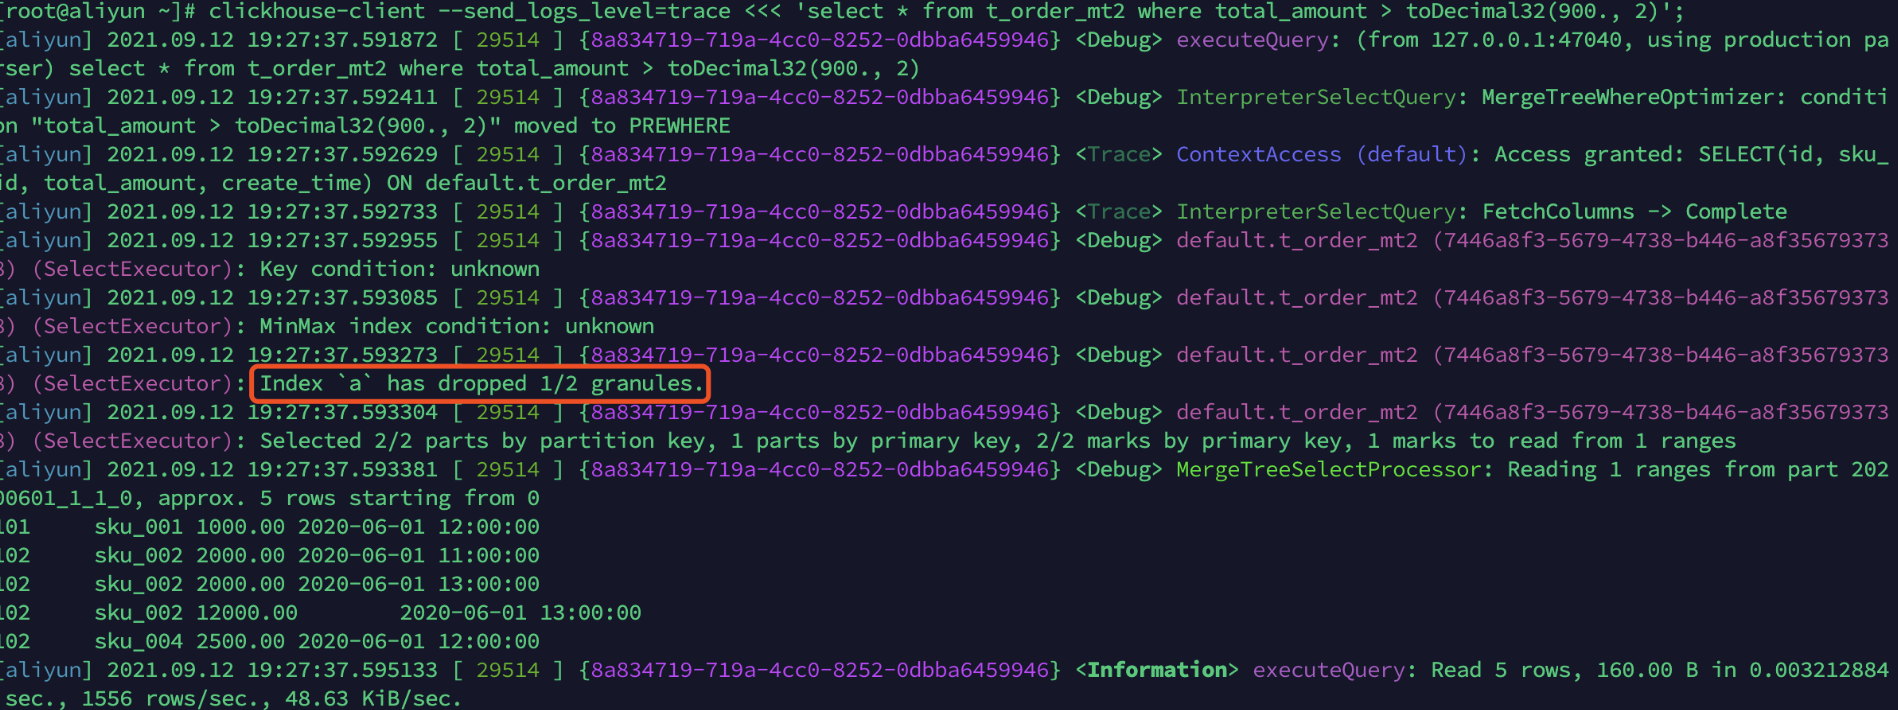 [root@aliyun ~]# clickhouse-client --send_logs_level=trace <<< 'select * from t_order_mt2 where total_amount > toDecimal32(900., 2)';
[aliyun] 2021.09.12 19:27:37.591872 [ 29514 ] {8a834719-719a-4cc0-8252-0dbba6459946} <Debug> executeQuery: (from 127.0.0.1:47040, using production pa
rser) select * from t_order_mt2 where total_amount > toDecimal32(900., 2)
[aliyun] 2021.09.12 19:27:37.592411 [ 29514 ] {8a834719-719a-4cc0-8252-0dbba6459946} <Debug> InterpreterSelectQuery: MergeTreeWhereOptimizer: conditi
on "total_amount > toDecimal32(900., 2)" moved to PREWHERE
[aliyun] 2021.09.12 19:27:37.592629 [ 29514 ] {8a834719-719a-4cc0-8252-0dbba6459946} <Trace> ContextAccess (default): Access granted: SELECT(id, sku_
id, total_amount, create_time) ON default.t_order_mt2
[aliyun] 2021.09.12 19:27:37.592733 [ 29514 ] {8a834719-719a-4cc0-8252-0dbba6459946} <Trace> InterpreterSelectQuery: FetchColumns -> Complete
[aliyun] 2021.09.12 19:27:37.592955 [ 29514 ] {8a834719-719a-4cc0-8252-0dbba6459946} <Debug> default.t_order_mt2 (7446a8f3-5679-4738-b446-a8f35679373
8) (SelectExecutor): Key condition: unknown
[aliyun] 2021.09.12 19:27:37.593085 [ 29514 ] {8a834719-719a-4cc0-8252-0dbba6459946} <Debug> default.t_order_mt2 (7446a8f3-5679-4738-b446-a8f35679373
8) (SelectExecutor): MinMax index condition: unknown
[aliyun] 2021.09.12 19:27:37.593273 [ 29514 ] {8a834719-719a-4cc0-8252-0dbba6459946} <Debug> default.t_order_mt2 (7446a8f3-5679-4738-b446-a8f35679373
8) (SelectExecutor): Index `a` has dropped 1/2 granules.
[aliyun] 2021.09.12 19:27:37.593304 [ 29514 ] {8a834719-719a-4cc0-8252-0dbba6459946} <Debug> default.t_order_mt2 (7446a8f3-5679-4738-b446-a8f35679373
8) (SelectExecutor): Selected 2/2 parts by partition key, 1 parts by primary key, 2/2 marks by primary key, 1 marks to read from 1 ranges
[aliyun] 2021.09.12 19:27:37.593381 [ 29514 ] {8a834719-719a-4cc0-8252-0dbba6459946} <Debug> MergeTreeSelectProcessor: Reading 1 ranges from part 202
00601_1_1_0, approx. 5 rows starting from 0
101 sku_001 1000.00 2020-06-01 12:00:00
102 sku_002 2000.00 2020-06-01 11:00:00
102 sku_002 2000.00 2020-06-01 13:00:00
102 sku_002 12000.00 2020-06-01 13:00:00
102 sku_004 2500.00 2020-06-01 12:00:00
[aliyun] 2021.09.12 19:27:37.595133 [ 29514 ] {8a834719-719a-4cc0-8252-0dbba6459946} <Information> executeQuery: Read 5 rows, 160.00 B in 0.003212884
sec., 1556 rows/sec., 48.63 KiB/sec.